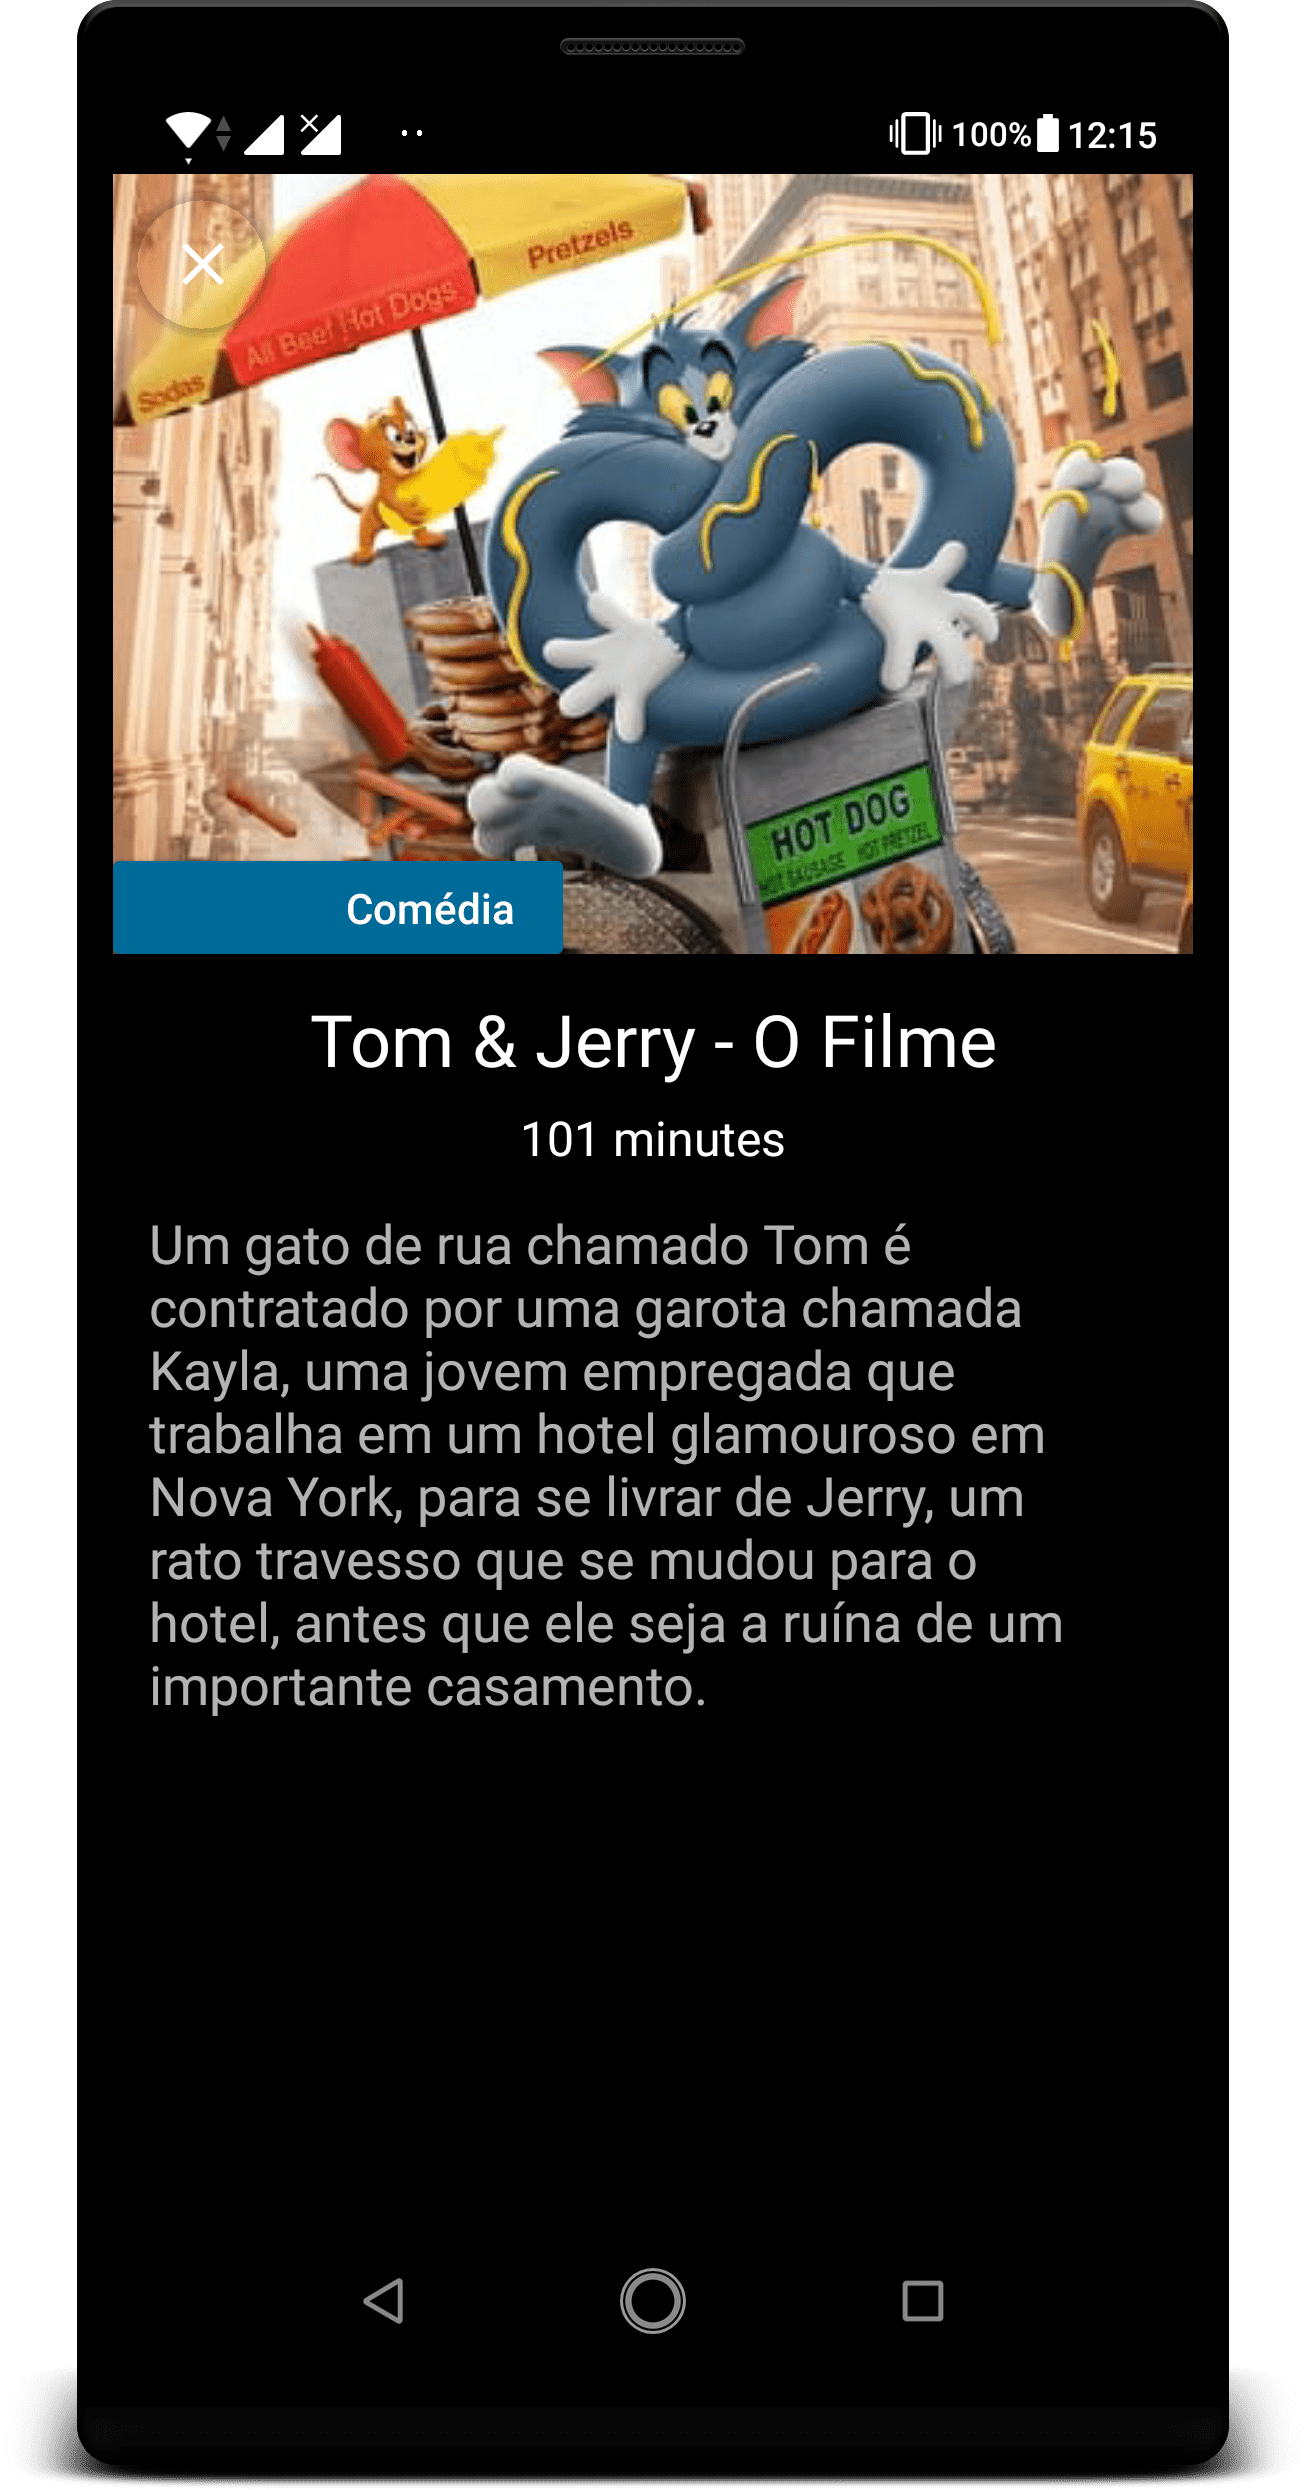 100% 12:15
Pretzels
All Beef Hot Dogs
Sodas
HOT DOG
HOT SAUSAGE HOT PRETZEL
Comédia
Tom & Jerry - O Filme
101 minutes
Um gato de rua chamado Tom é
contratado por uma garota chamada
Kayla, uma jovem empregada que
trabalha em um hotel glamouroso em
Nova York, para se livrar de Jerry, um
rato travesso que se mudou para o
hotel, antes que ele seja a ruína de um
importante casamento.